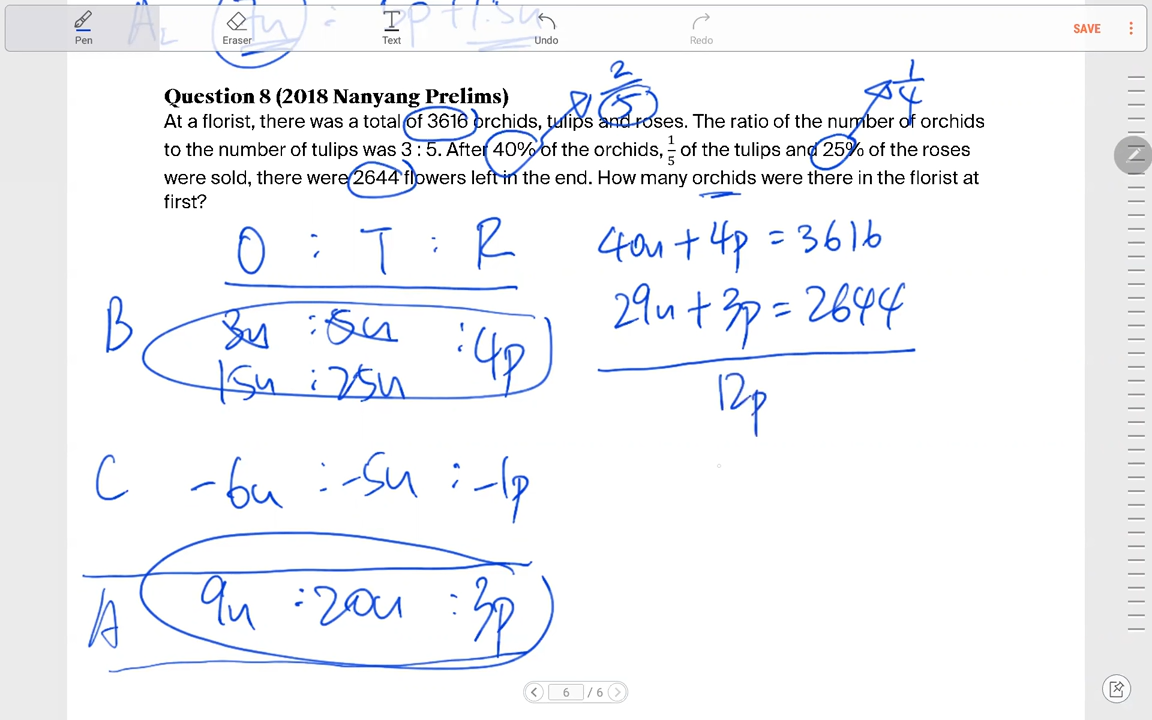 A_L 7u : 6p + 1.5u
Pen Eraser Text Undo Redo SAVE
2/5 1/4
Question 8 (2018 Nanyang Prelims)
At a florist, there was a total of 3616 orchids, tulips and roses. The ratio of the number of orchids
to the number of tulips was 3 : 5. After 40% of the orchids, 1/5 of the tulips and 25% of the roses
were sold, there were 2644 flowers left in the end. How many orchids were there in the florist at
first?
O : T : R
B 3u : 5u : 4p
15u : 25u
C -6u : -5u : -1p
A 9u : 20u : 3p
40u + 4p = 3616
29u + 3p = 2644
12p
6 / 6